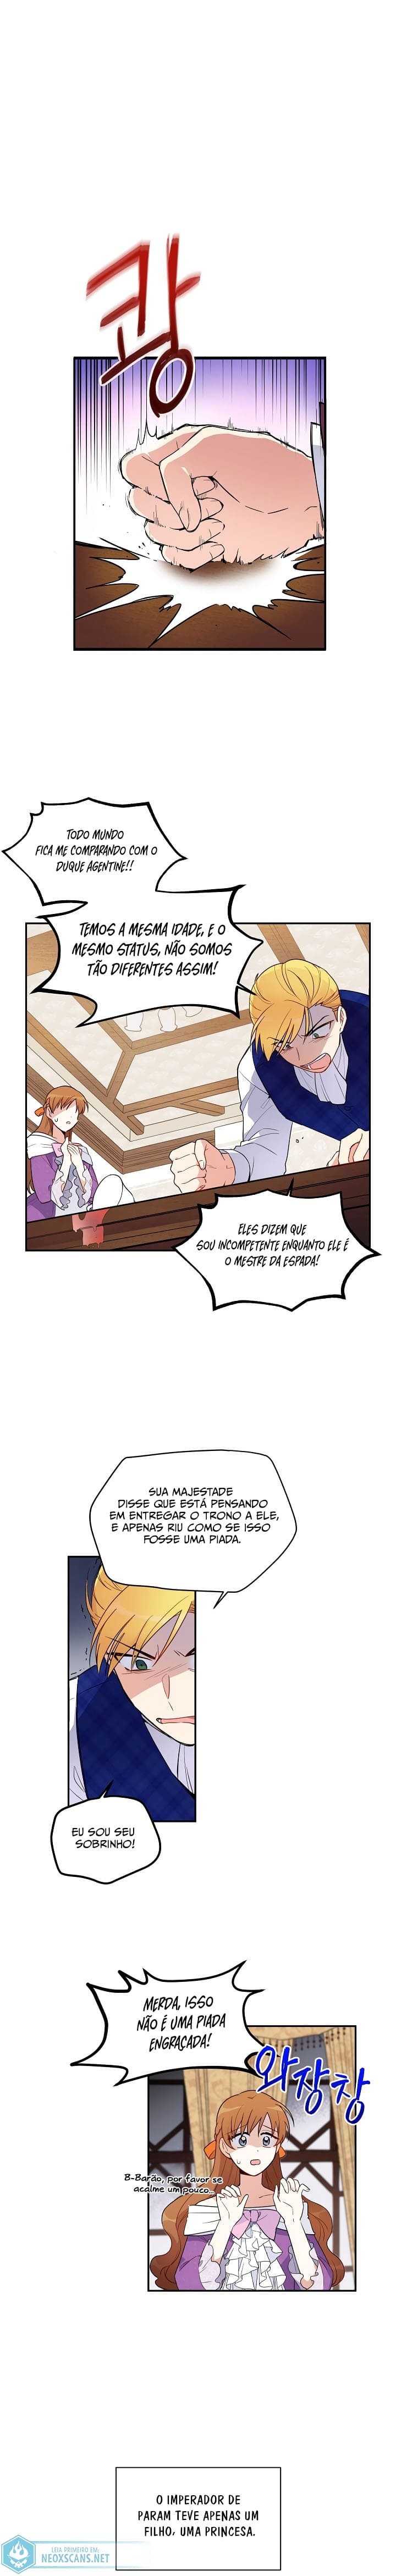 쾅
TODO MUNDO
FICA ME COMPARANDO COM O
DUQUE AGENTINE!!
TEMOS A MESMA IDADE, E O
MESMO STATUS, NÃO SOMOS
TÃO DIFERENTES ASSIM!
ELES DIZEM QUE
SOU INCOMPETENTE ENQUANTO ELE É
O MESTRE DA ESPADA!
SUA MAJESTADE
DISSE QUE ESTÁ PENSANDO
EM ENTREGAR O TRONO A ELE,
E APENAS RIU COMO SE ISSO
FOSSE UMA PIADA.
EU SOU SEU
SOBRINHO!
MERDA, ISSO
NÃO É UMA PIADA
ENGRAÇADA!
와장창
B-Barão, por favor se
acalme um pouco...
O IMPERADOR DE
PARAM TEVE APENAS UM
FILHO, UMA PRINCESA.
LEIA PRIMEIRO EM:
NEOXSCANS.NET